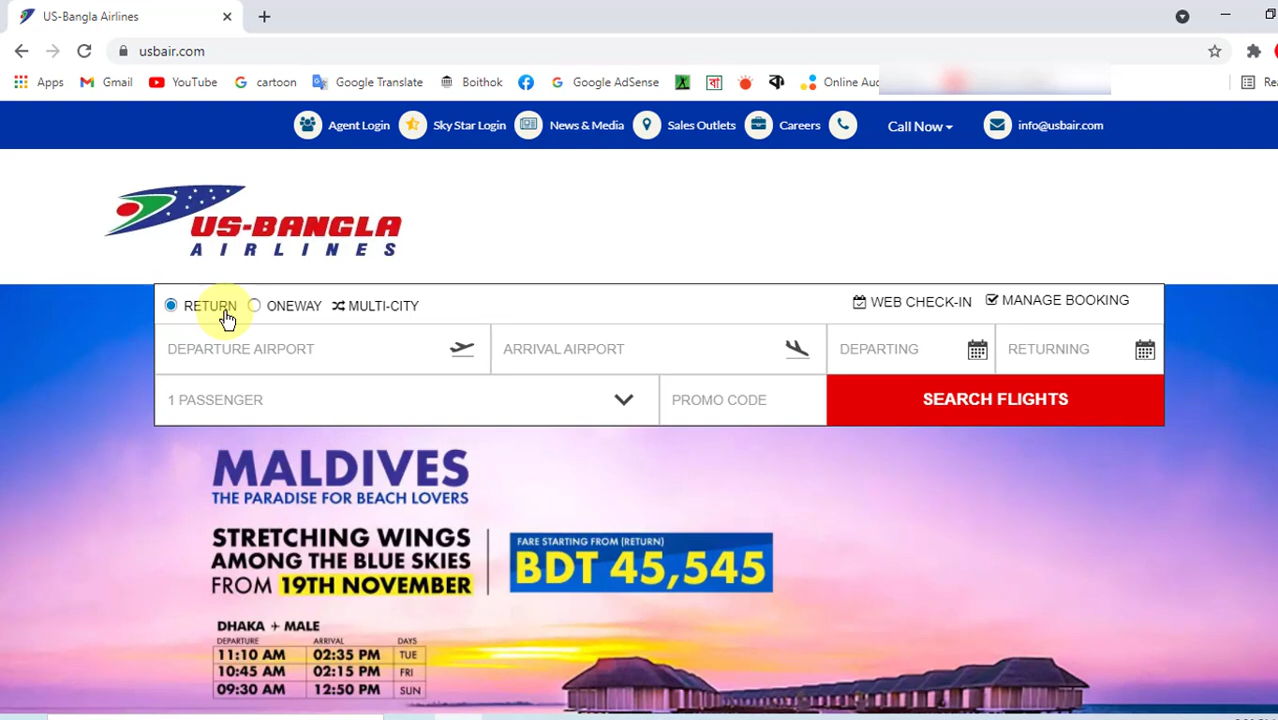 US-Bangla Airlines
usbair.com
Apps Gmail YouTube cartoon Google Translate Boithok Google AdSense বা Online Auc Rea
Agent Login Sky Star Login News & Media Sales Outlets Careers Call Now info@usbair.com
US-BANGLA
AIRLINES
RETURN ONEWAY MULTI-CITY WEB CHECK-IN MANAGE BOOKING
DEPARTURE AIRPORT ARRIVAL AIRPORT DEPARTING RETURNING
1 PASSENGER PROMO CODE SEARCH FLIGHTS
MALDIVES
THE PARADISE FOR BEACH LOVERS
STRETCHING WINGS
AMONG THE BLUE SKIES
FROM 19TH NOVEMBER
FARE STARTING FROM (RETURN)
BDT 45,545
DHAKA + MALE
DEPARTURE ARRIVAL DAYS
11:10 AM 02:35 PM TUE
10:45 AM 02:15 PM FRI
09:30 AM 12:50 PM SUN